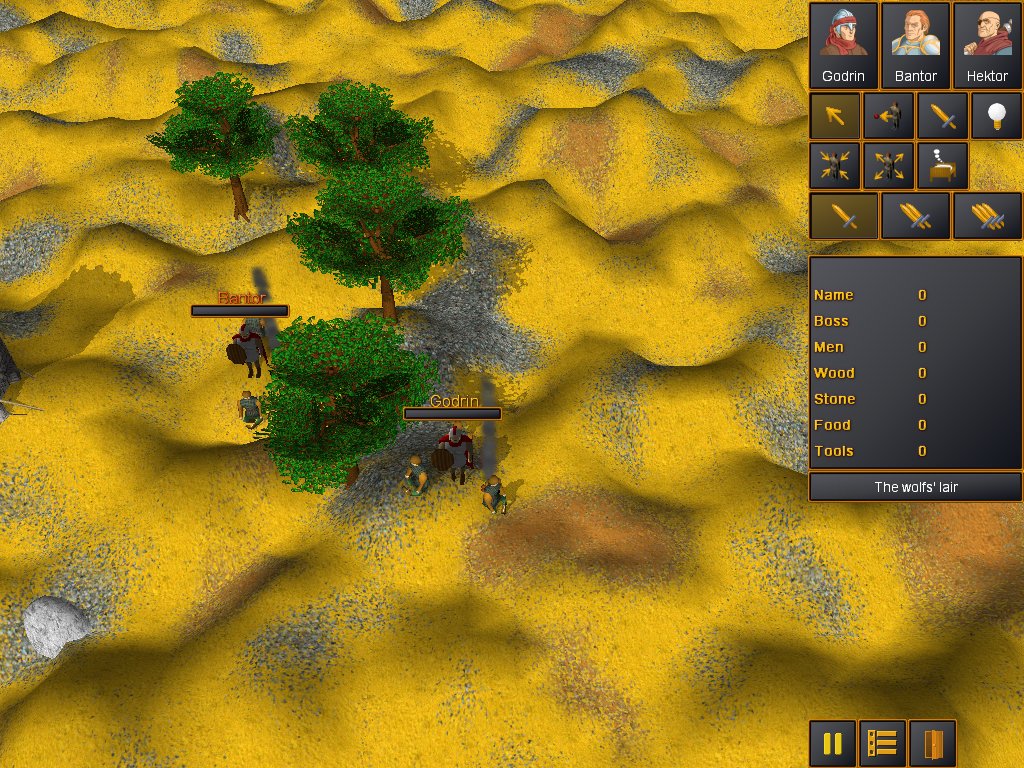 Godrin Bantor Hektor
Bantor
Godrin
Name 0
Boss 0
Men 0
Wood 0
Stone 0
Food 0
Tools 0
The wolfs' lair